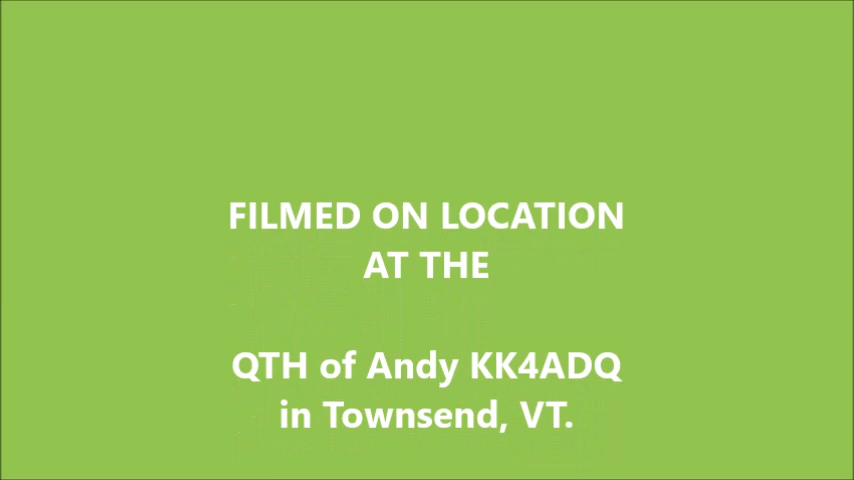 FILMED ON LOCATION
AT THE
QTH of Andy KK4ADQ
in Townsend, VT.